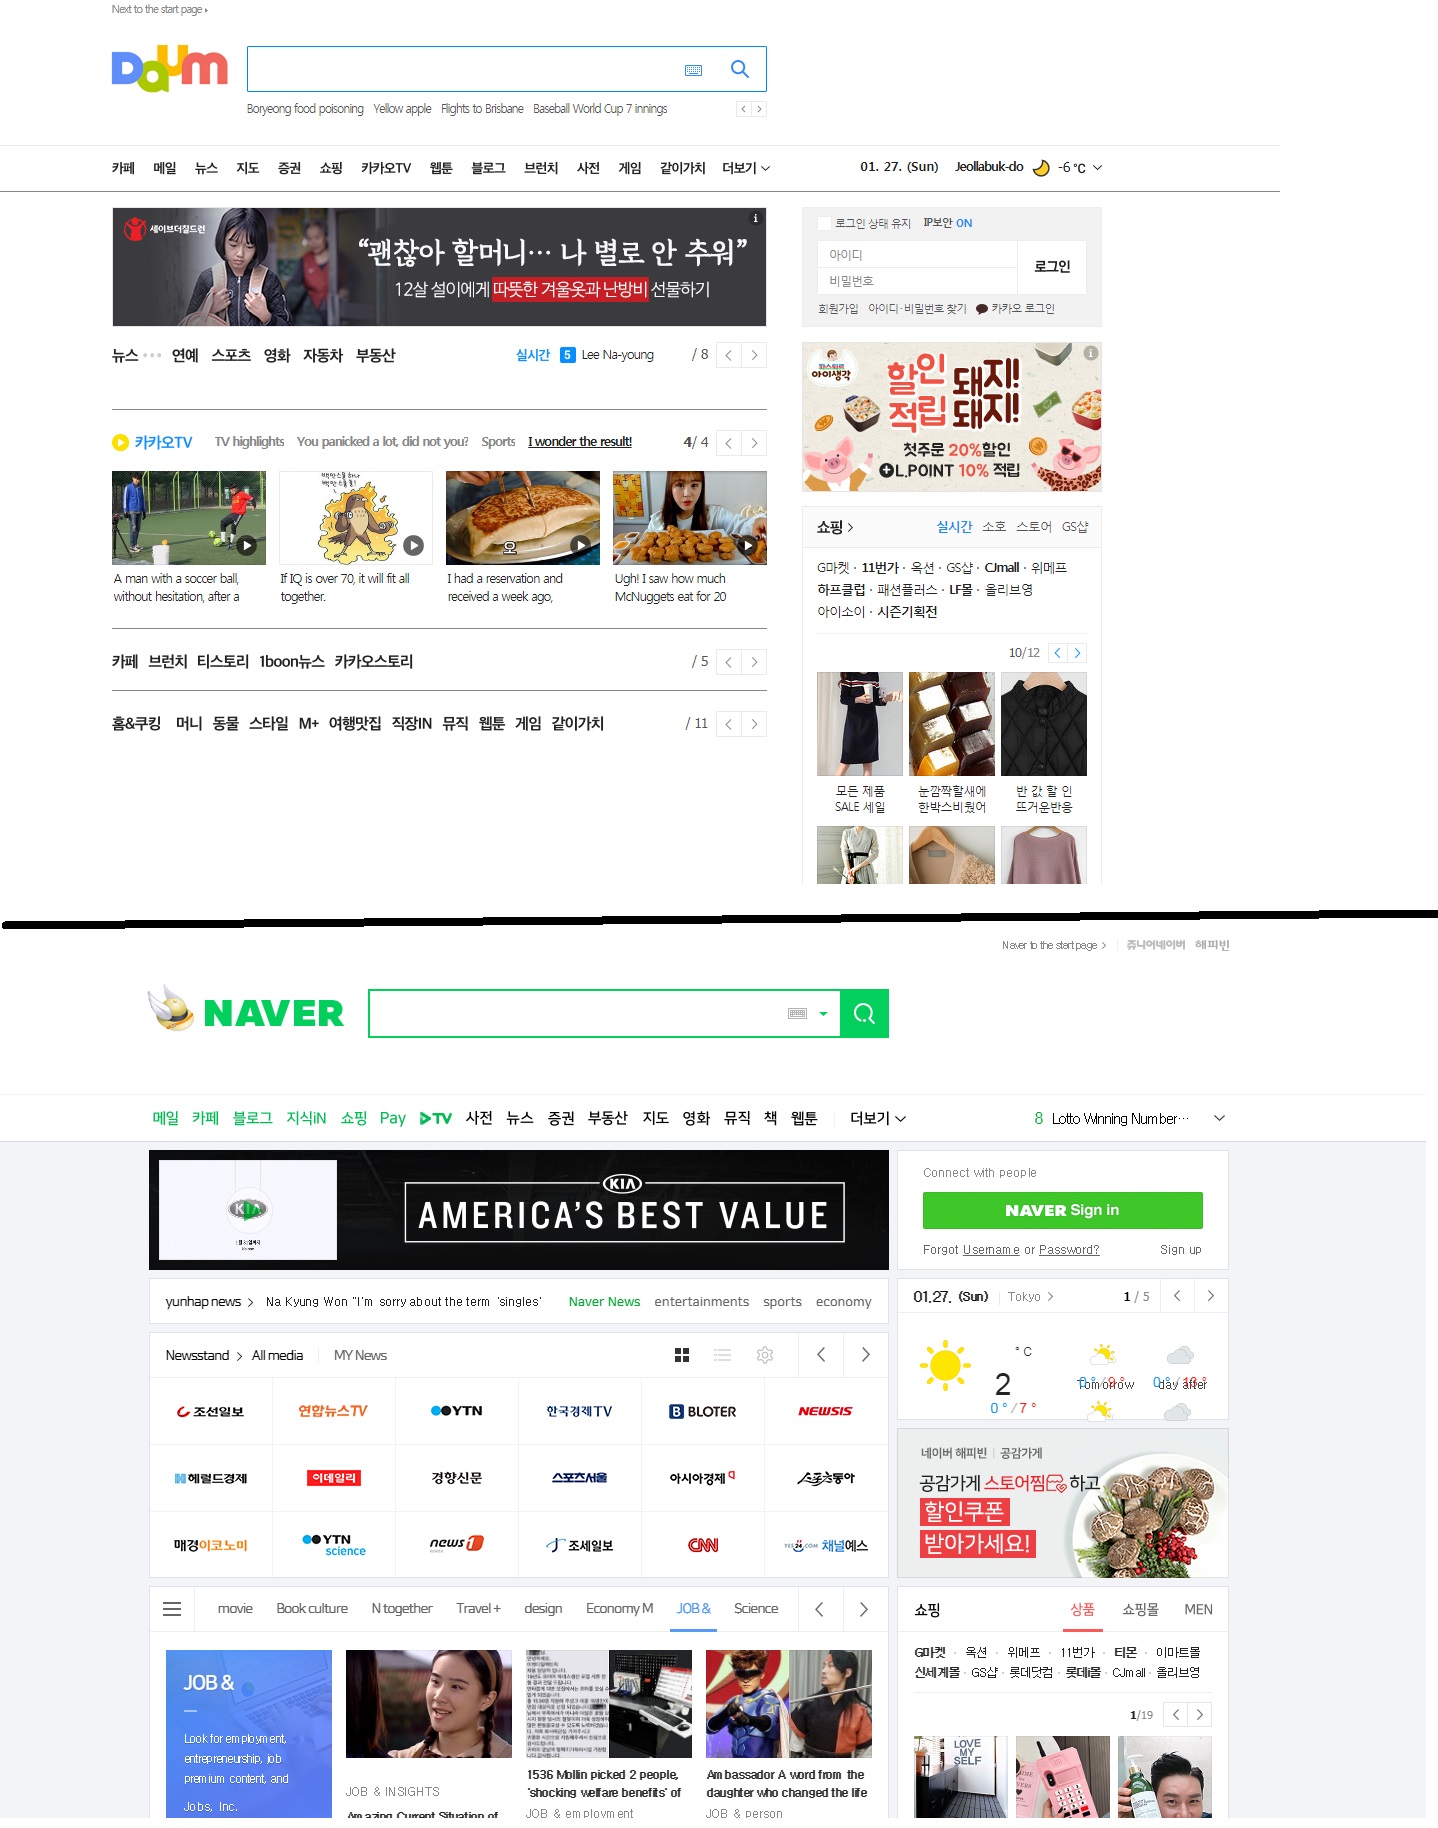 Next to the start page
Daum
Boryeong food poisoning Yellow apple Flights to Brisbane Baseball World Cup 7 innings
카페 메일 뉴스 지도 증권 쇼핑 카카오TV 웹툰 블로그 브런치 사전 게임 같이가치 더보기
01. 27. (Sun) Jeollabuk-do -6 °C
세이브더칠드런
“괜찮아 할머니… 나 별로 안 추워”
12살 설이에게 따뜻한 겨울옷과 난방비 선물하기
로그인 상태 유지 IP보안 ON
아이디
비밀번호
로그인
회원가입 아이디·비밀번호 찾기 카카오 로그인
뉴스 연예 스포츠 영화 자동차 부동산
실시간 5 Lee Na-young / 8
파스퇴르
아이생각
할인 돼지!
적립 돼지!
첫주문 20%할인
L.POINT 10% 적립
카카오TV TV highlights You panicked a lot, did not you? Sports I wonder the result! 4/ 4
백만스물하나
백만스물둘!
오
A man with a soccer ball,
without hesitation, after a
If IQ is over 70, it will fit all
together.
I had a reservation and
received a week ago,
Ugh! I saw how much
McNuggets eat for 20
카페 브런치 티스토리 1boon뉴스 카카오스토리 / 5
홈&쿠킹 머니 동물 스타일 M+ 여행맛집 직장IN 뮤직 웹툰 게임 같이가치 / 11
쇼핑 실시간 소호 스토어 GS샵
G마켓 · 11번가 · 옥션 · GS샵 · CJmall · 위메프
하프클럽 · 패션플러스 · LF몰 · 올리브영
아이소이 · 시즌기획전
10/12
모든 제품
SALE 세일
눈깜짝할새에
한박스비웠어
반 값 할 인
뜨거운반응
Naver to the start page 쥬니어네이버 해피빈
NAVER
메일 카페 블로그 지식iN 쇼핑 Pay TV 사전 뉴스 증권 부동산 지도 영화 뮤직 책 웹툰 더보기
8 Lotto Winning Number…
KIA
KIA
AMERICA'S BEST VALUE
Connect with people
NAVER Sign in
Forgot Username or Password? Sign up
yunhap news Na Kyung Won "I'm sorry about the term 'singles' Naver News entertainments sports economy
01.27. (Sun) Tokyo 1 / 5
Newsstand All media MY News
°C
2
0 ° / 7 °
Tomorrow
day after
조선일보 연합뉴스TV YTN 한국경제TV BLOTER NEWSIS
헤럴드경제 이데일리 경향신문 스포츠서울 아시아경제 스포츠동아
매경이코노미 YTN science news1 조세일보 CNN YES24.COM 채널예스
네이버 해피빈 공감가게
공감가게 스토어찜 하고
할인쿠폰
받아가세요!
movie Book culture N together Travel + design Economy M JOB & Science
JOB &
Look for employment,
entrepreneurship, job
premium content, and
Jobs, Inc.
JOB & INSIGHTS
Amazing Current Situation of
1536 Mollin picked 2 people,
'shocking welfare benefits' of
JOB & employment
Ambassador A word from the
daughter who changed the life
JOB & person
쇼핑 상품 쇼핑몰 MEN
G마켓 · 옥션 · 위메프 · 11번가 · 티몬 · 이마트몰
신세계몰 · GS샵 · 롯데닷컴 · 롯데i몰 · CJmall · 올리브영
1/19
LOVE
MY
SELF